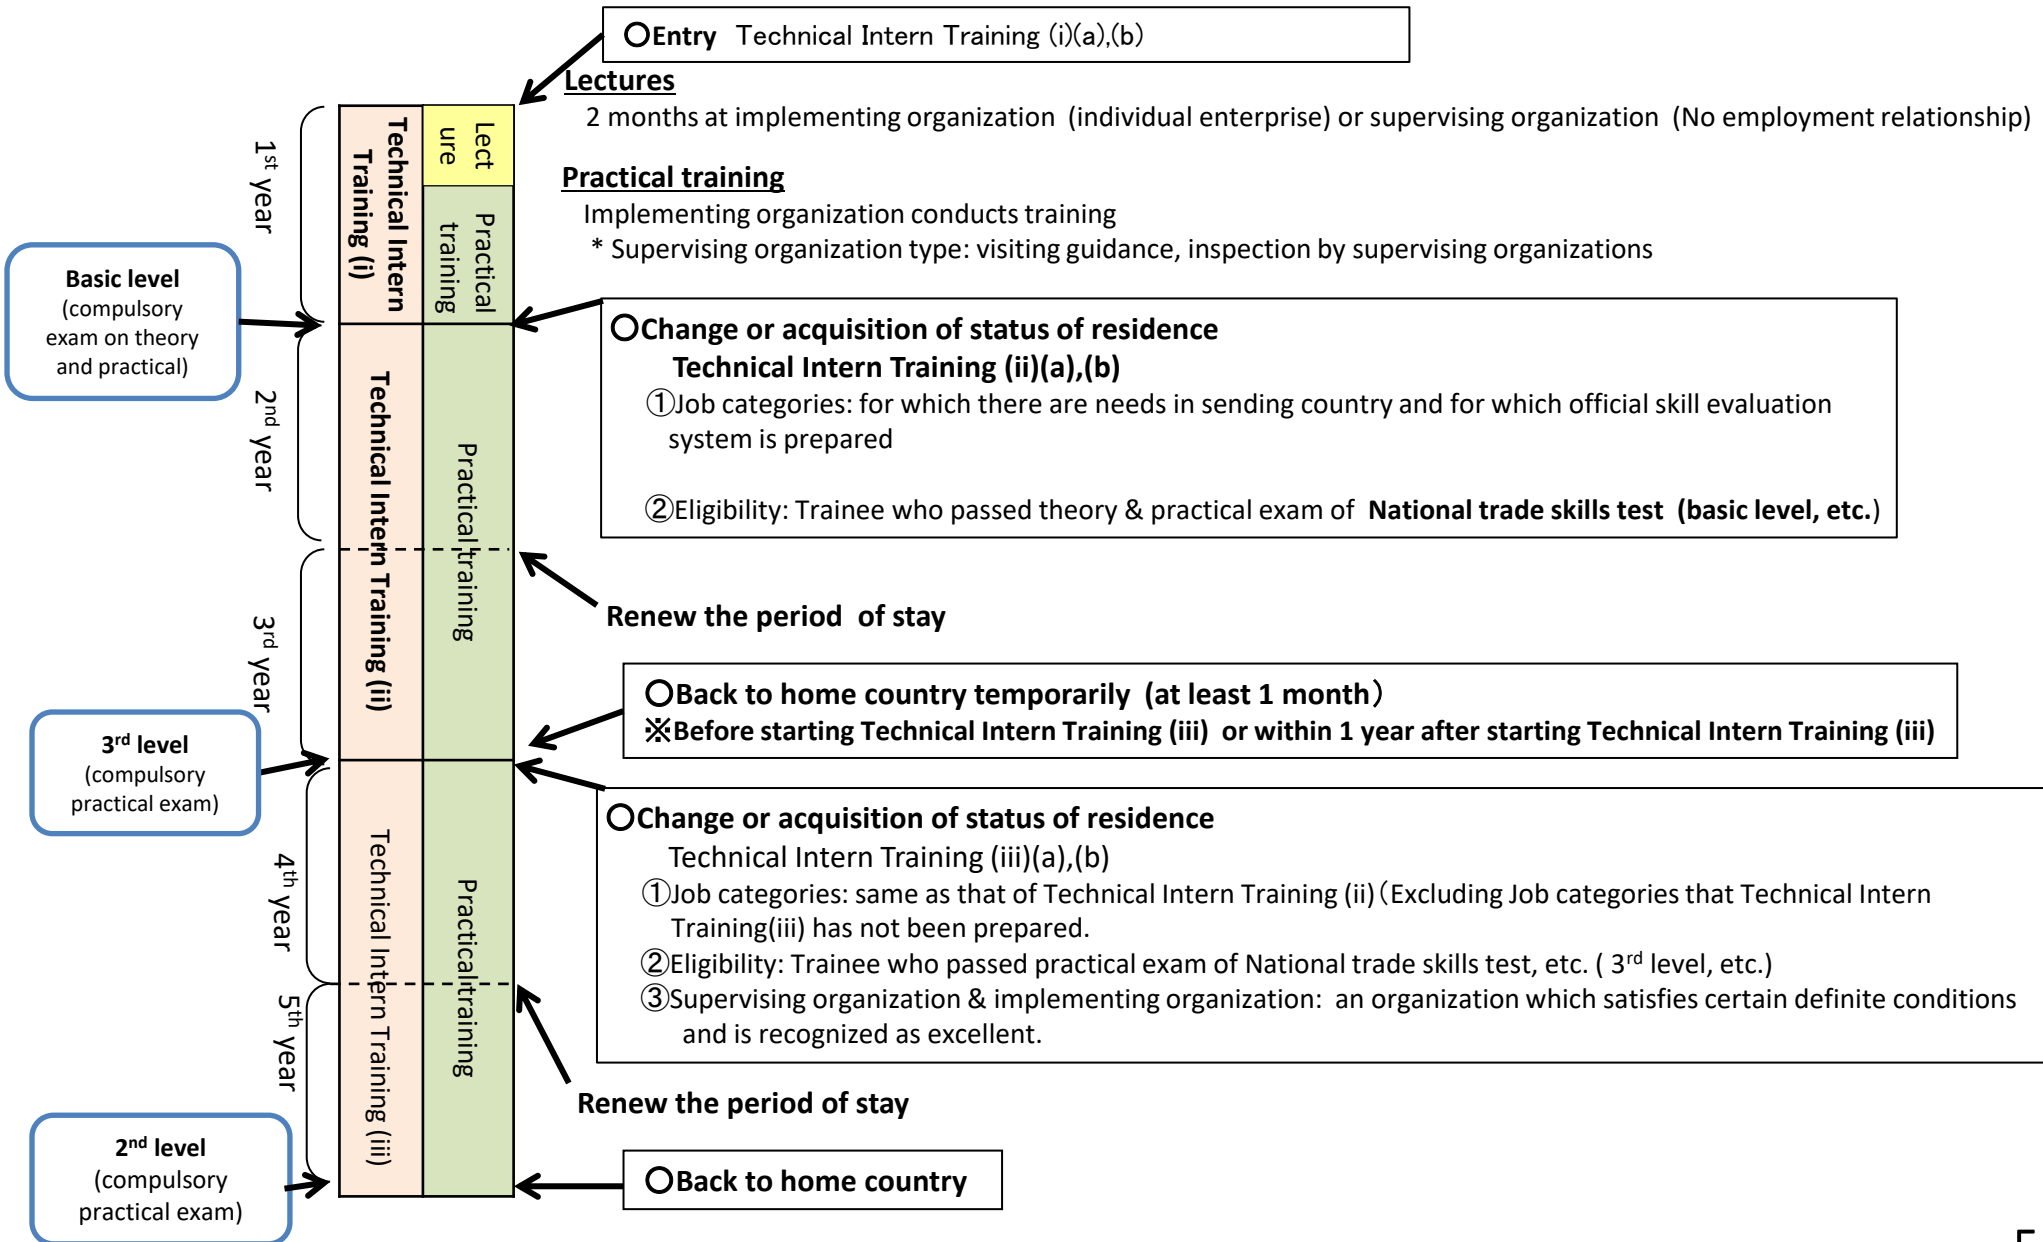 ○Entry Technical Intern Training (i)(a),(b)
Lectures
2 months at implementing organization (individual enterprise) or supervising organization (No employment relationship)
Practical training
Implementing organization conducts training
* Supervising organization type: visiting guidance, inspection by supervising organizations
1st year
Technical Intern
Training (i)
Lect
ure
Practical
training
Basic level
(compulsory
exam on theory
and practical)
○Change or acquisition of status of residence
Technical Intern Training (ii)(a),(b)
①Job categories: for which there are needs in sending country and for which official skill evaluation
system is prepared
②Eligibility: Trainee who passed theory & practical exam of National trade skills test (basic level, etc.)
2nd year
Technical Intern Training (ii)
Practical training
3rd year
Renew the period of stay
○Back to home country temporarily (at least 1 month）
※Before starting Technical Intern Training (iii) or within 1 year after starting Technical Intern Training (iii)
3rd level
(compulsory
practical exam)
○Change or acquisition of status of residence
Technical Intern Training (iii)(a),(b)
①Job categories: same as that of Technical Intern Training (ii)（Excluding Job categories that Technical Intern
Training(iii) has not been prepared.
②Eligibility: Trainee who passed practical exam of National trade skills test, etc. ( 3rd level, etc.)
③Supervising organization & implementing organization: an organization which satisfies certain definite conditions
and is recognized as excellent.
4th year
Technical Intern Training (iii)
Practical training
5th year
Renew the period of stay
2nd level
(compulsory
practical exam)
○Back to home country